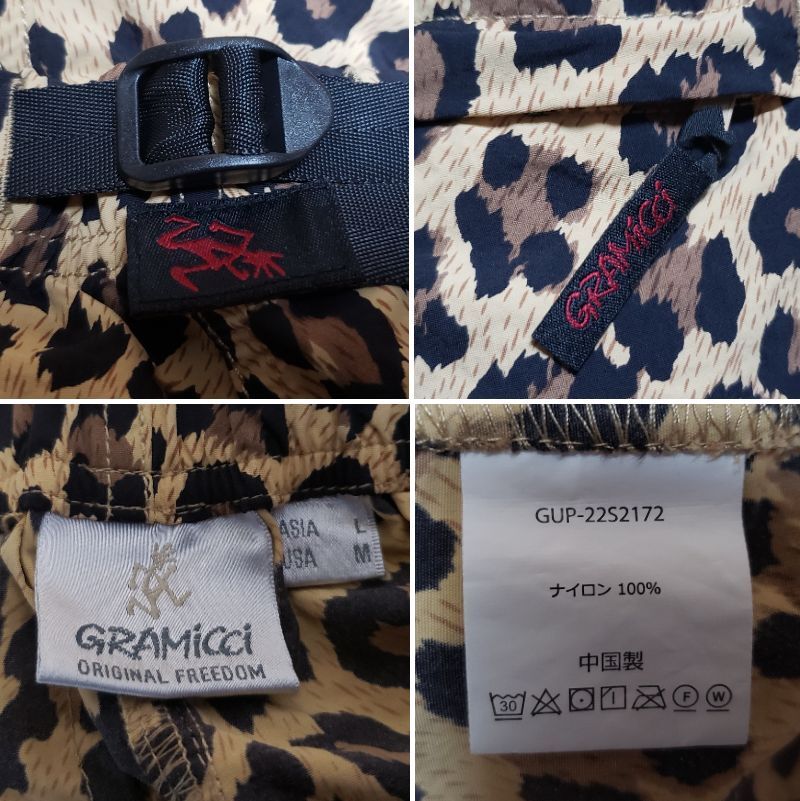 GRAMiCCi
GRAMiCCi
ORIGINAL FREEDOM
ASIA L
USA M
GUP-22S2172
ナイロン 100%
中国製
30
F
W